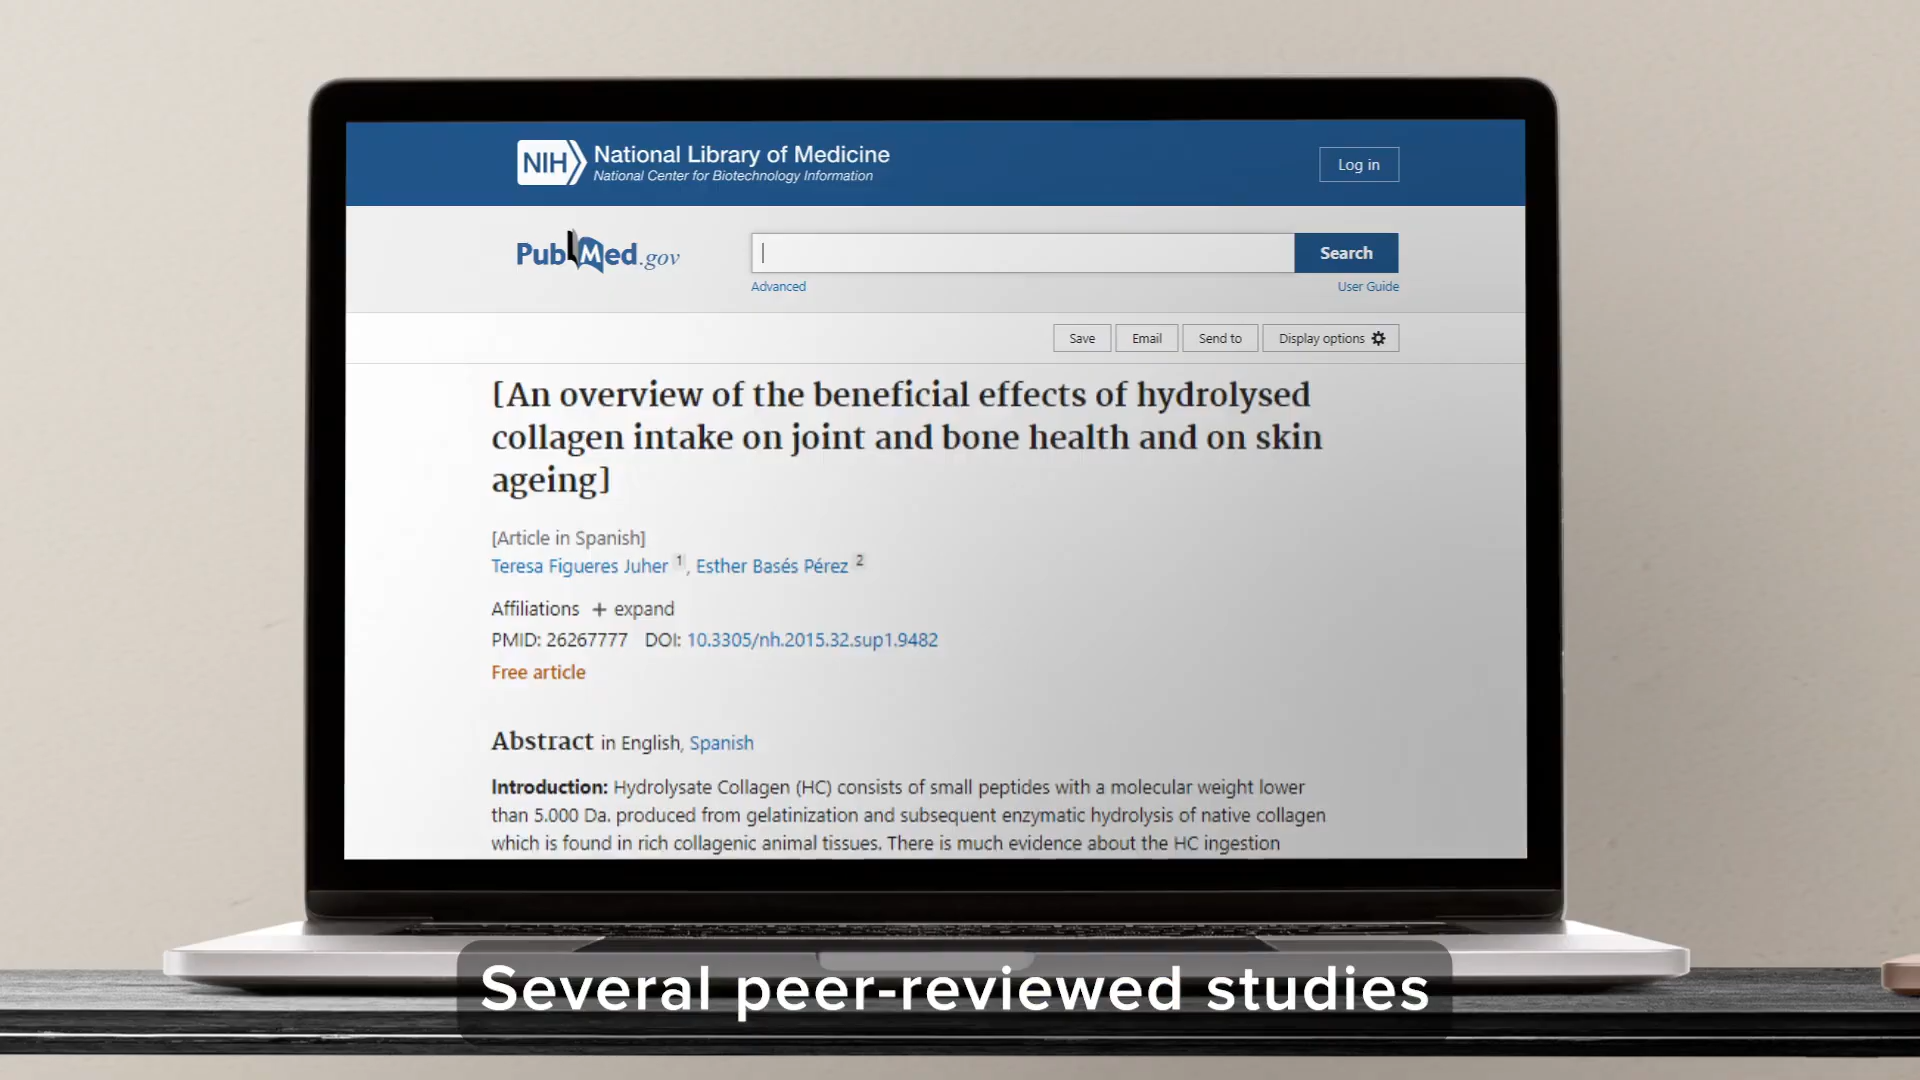 NIH National Library of Medicine
National Center for Biotechnology Information
Log in
PubMed.gov
Search
Advanced
User Guide
Save
Email
Send to
Display options
[An overview of the beneficial effects of hydrolysed
collagen intake on joint and bone health and on skin
ageing]
[Article in Spanish]
Teresa Figueres Juher 1, Esther Basés Pérez 2
Affiliations + expand
PMID: 26267777 DOI: 10.3305/nh.2015.32.sup1.9482
Free article
Abstract in English, Spanish
Introduction: Hydrolysate Collagen (HC) consists of small peptides with a molecular weight lower
than 5.000 Da. produced from gelatinization and subsequent enzymatic hydrolysis of native collagen
which is found in rich collagenic animal tissues. There is much evidence about the HC ingestion
Several peer-reviewed studies